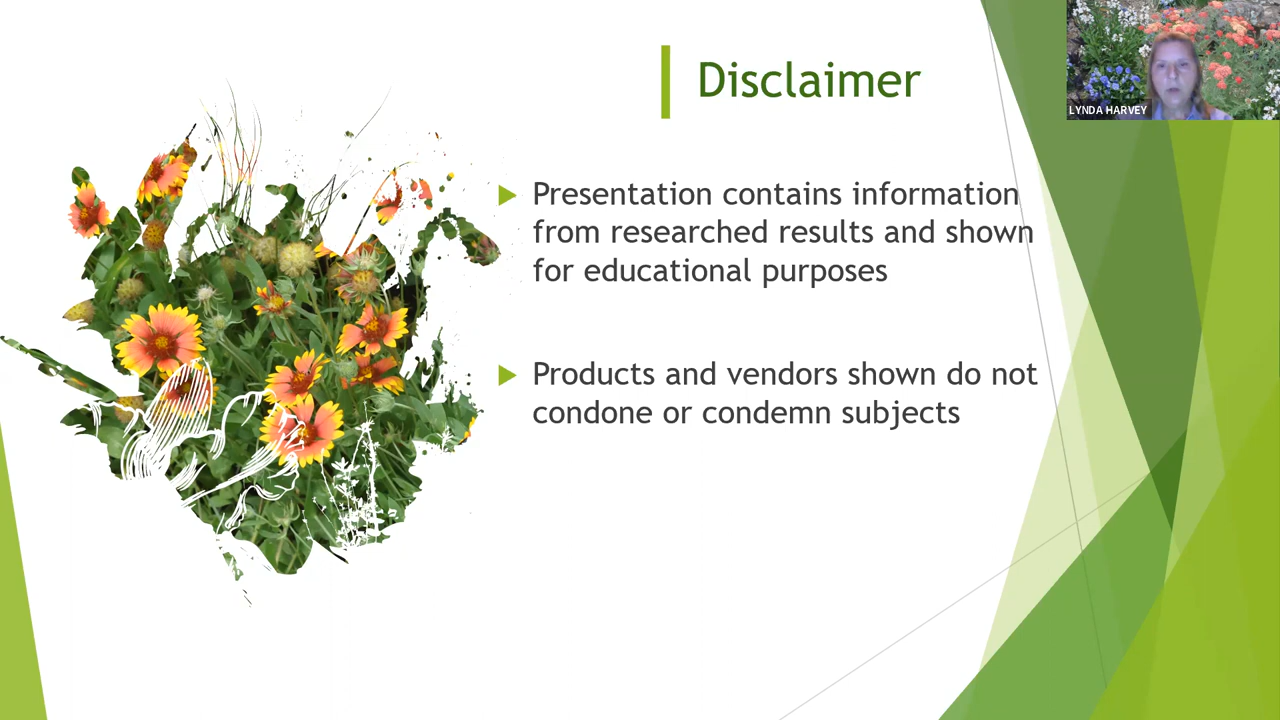 Disclaimer
LYNDA HARVEY
Presentation contains information
from researched results and shown
for educational purposes
Products and vendors shown do not
condone or condemn subjects